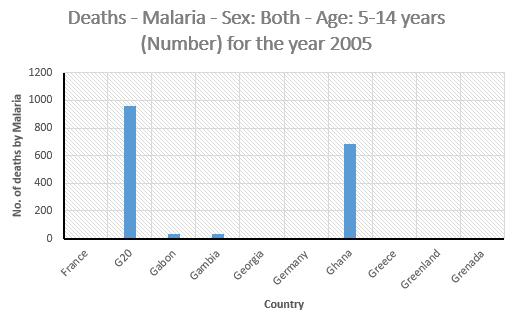 Deaths - Malaria - Sex: Both - Age: 5-14 years
(Number) for the year 2005
No. of deaths by Malaria
1200
1000
800
600
400
200
0
France
G20
Gabon
Gambia
Georgia
Germany
Ghana
Greece
Greenland
Grenada
Country